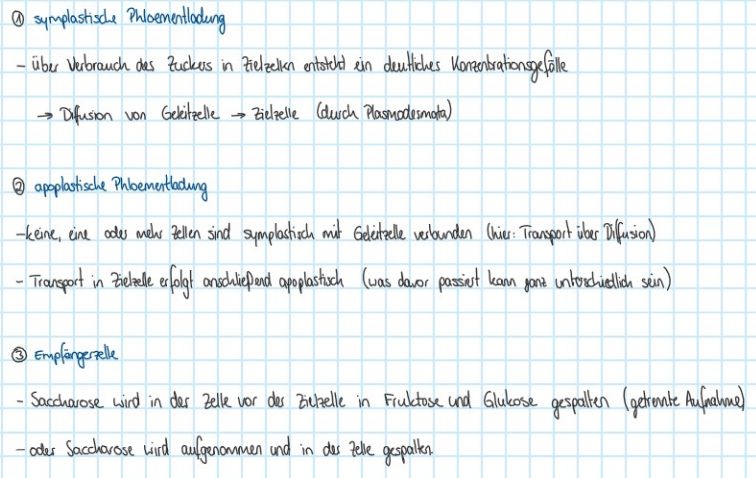 ① symplastische Phloementladung
- über Verbrauch des Zuckers in Zielzellen entsteht ein deutliches Konzentrationsgefälle
→ Diffusion von Geleitzelle → Zielzelle (durch Plasmodesmata)
② apoplastische Phloementladung
- keine, eine oder mehr Zellen sind symplastisch mit Geleitzelle verbunden (hier: Transport über Diffusion)
- Transport in Zielzelle erfolgt anschließend apoplastisch (was davor passiert kann ganz unterschiedlich sein)
③ Empfängerzelle
- Saccharose wird in der Zelle vor der Zielzelle in Fruktose und Glukose gespalten (getrennte Aufnahme)
- oder Saccharose wird aufgenommen und in der Zelle gespalten